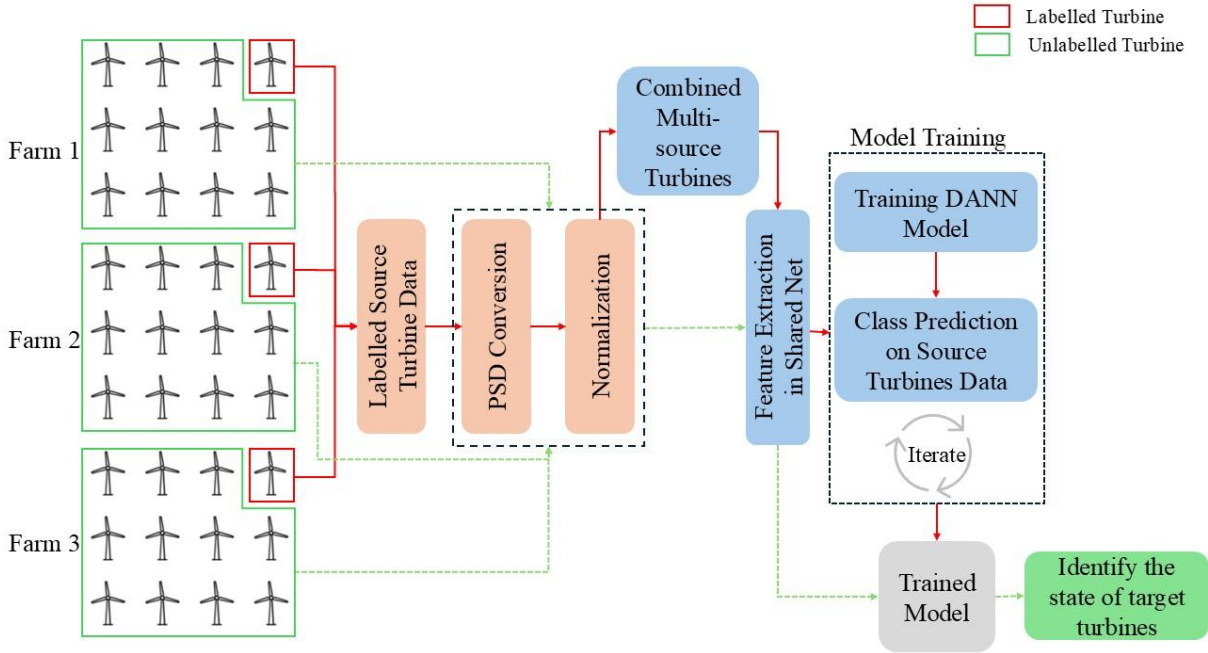 Labelled Turbine
Unlabelled Turbine
Farm 1
Farm 2
Farm 3
Labelled Source
Turbine Data
PSD Conversion
Normalization
Combined
Multi-
source
Turbines
Feature Extraction
in Shared Net
Model Training
Training DANN
Model
Class Prediction
on Source
Turbines Data
Iterate
Trained
Model
Identify the
state of target
turbines